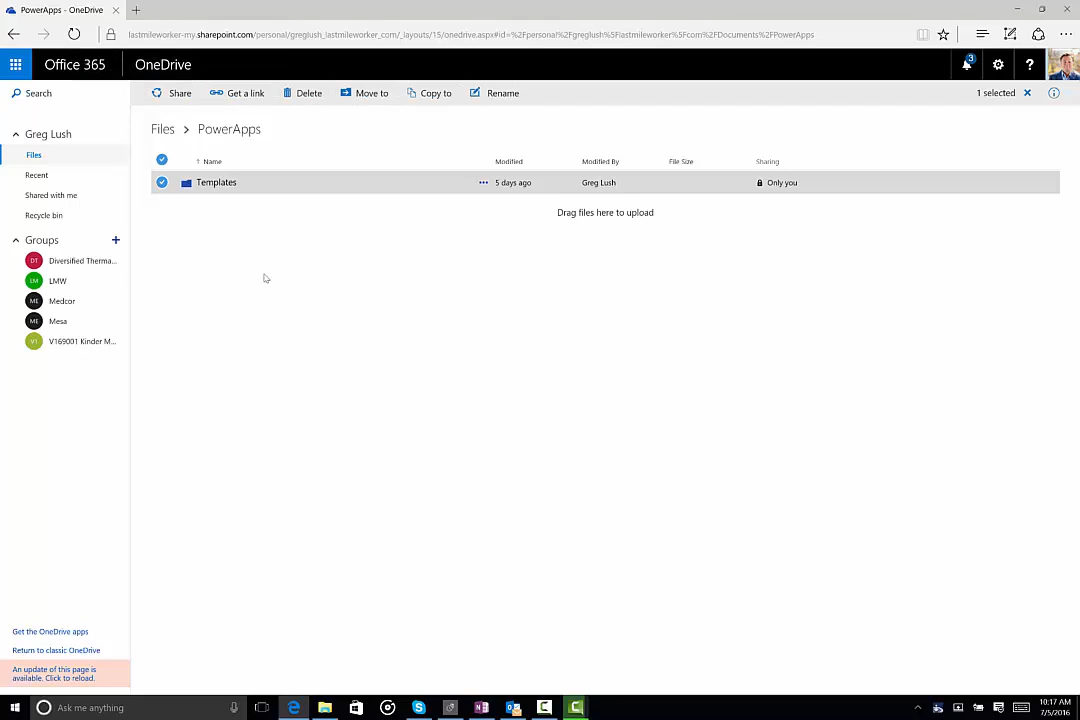 PowerApps - OneDrive
lastmileworker-my.sharepoint.com/personal/greglush_lastmileworker_com/_layouts/15/onedrive.aspx#id=%2Fpersonal%2Fgreglush%5Flastmileworker%5Fcom%2FDocuments%2FPowerApps
Office 365
OneDrive
3
?
Search
Share
Get a link
Delete
Move to
Copy to
Rename
1 selected
Greg Lush
Files
Recent
Shared with me
Recycle bin
Groups
DT Diversified Therma...
LM LMW
ME Medcor
ME Mesa
V1 V169001 Kinder M...
Files > PowerApps
Name Modified Modified By File Size Sharing
Templates 5 days ago Greg Lush Only you
Drag files here to upload
Get the OneDrive apps
Return to classic OneDrive
An update of this page is
available. Click to reload.
Ask me anything
10:17 AM
7/5/2016